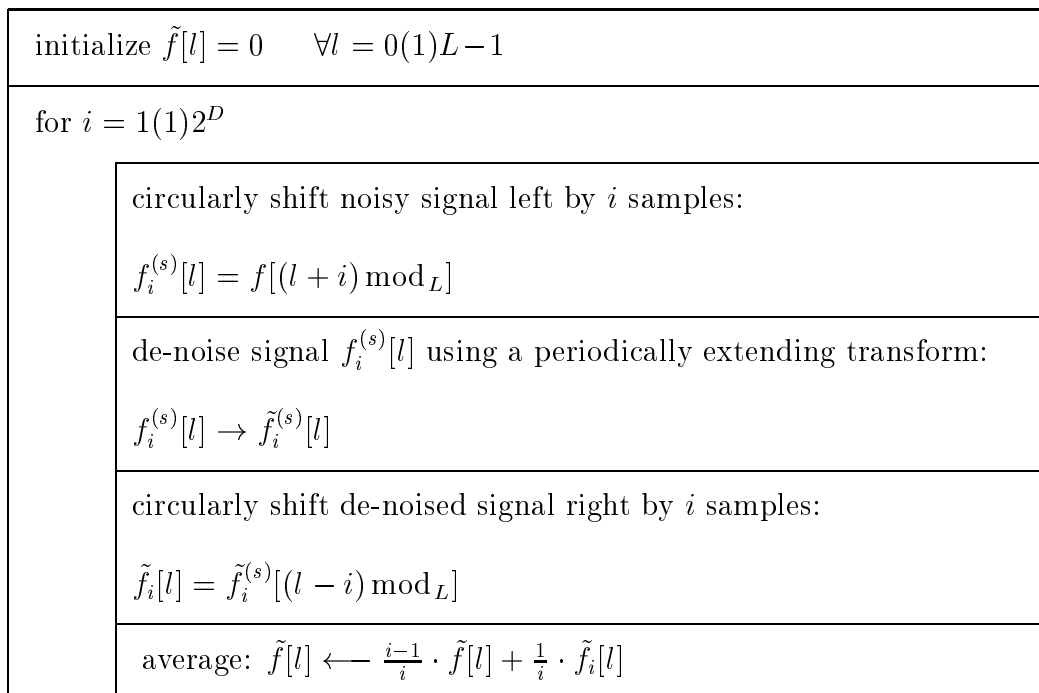 initialize f̃[l] = 0 ∀l = 0(1)L−1
for i = 1(1)2^D
circularly shift noisy signal left by i samples:
f_i^{(s)}[l] = f[(l + i) mod_L]
de-noise signal f_i^{(s)}[l] using a periodically extending transform:
f_i^{(s)}[l] → f̃_i^{(s)}[l]
circularly shift de-noised signal right by i samples:
f̃_i[l] = f̃_i^{(s)}[(l − i) mod_L]
average: f̃[l] ⟵ \frac{i−1}{i} · f̃[l] + \frac{1}{i} · f̃_i[l]